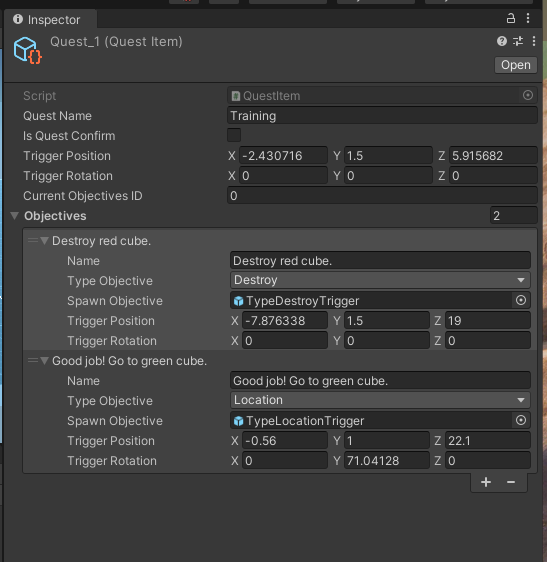 Inspector
Quest_1 (Quest Item)
Open
Script QuestItem
Quest Name Training
Is Quest Confirm
Trigger Position X -2.430716 Y 1.5 Z 5.915682
Trigger Rotation X 0 Y 0 Z 0
Current Objectives ID 0
Objectives 2
Destroy red cube.
Name Destroy red cube.
Type Objective Destroy
Spawn Objective TypeDestroyTrigger
Trigger Position X -7.876338 Y 1.5 Z 19
Trigger Rotation X 0 Y 0 Z 0
Good job! Go to green cube.
Name Good job! Go to green cube.
Type Objective Location
Spawn Objective TypeLocationTrigger
Trigger Position X -0.56 Y 1 Z 22.1
Trigger Rotation X 0 Y 71.04128 Z 0